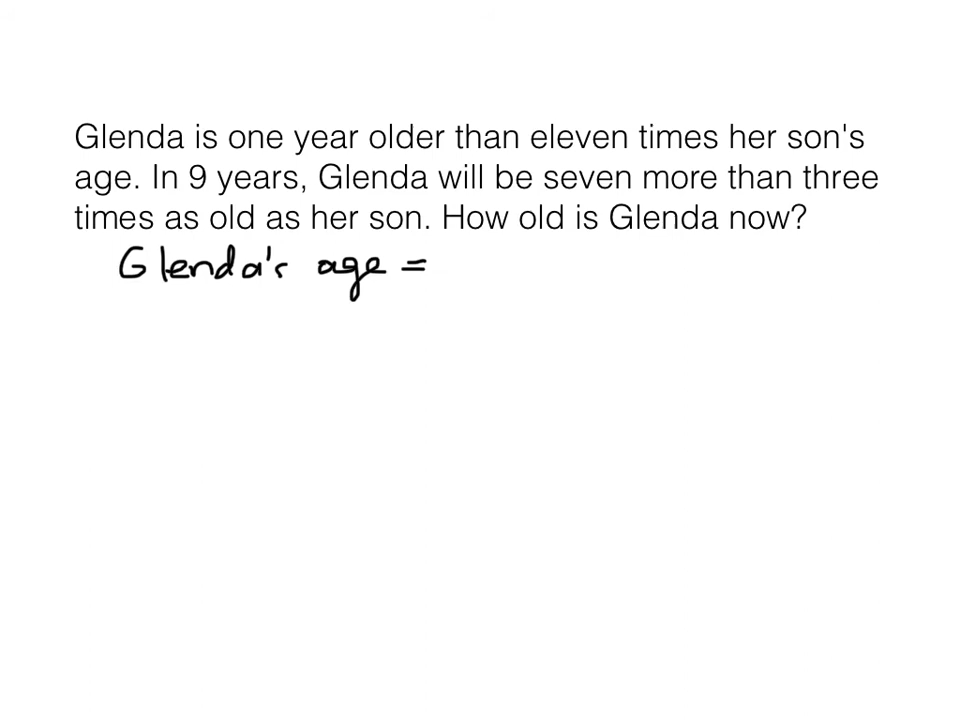 Glenda is one year older than eleven times her son's
age. In 9 years, Glenda will be seven more than three
times as old as her son. How old is Glenda now?
Glenda's age =